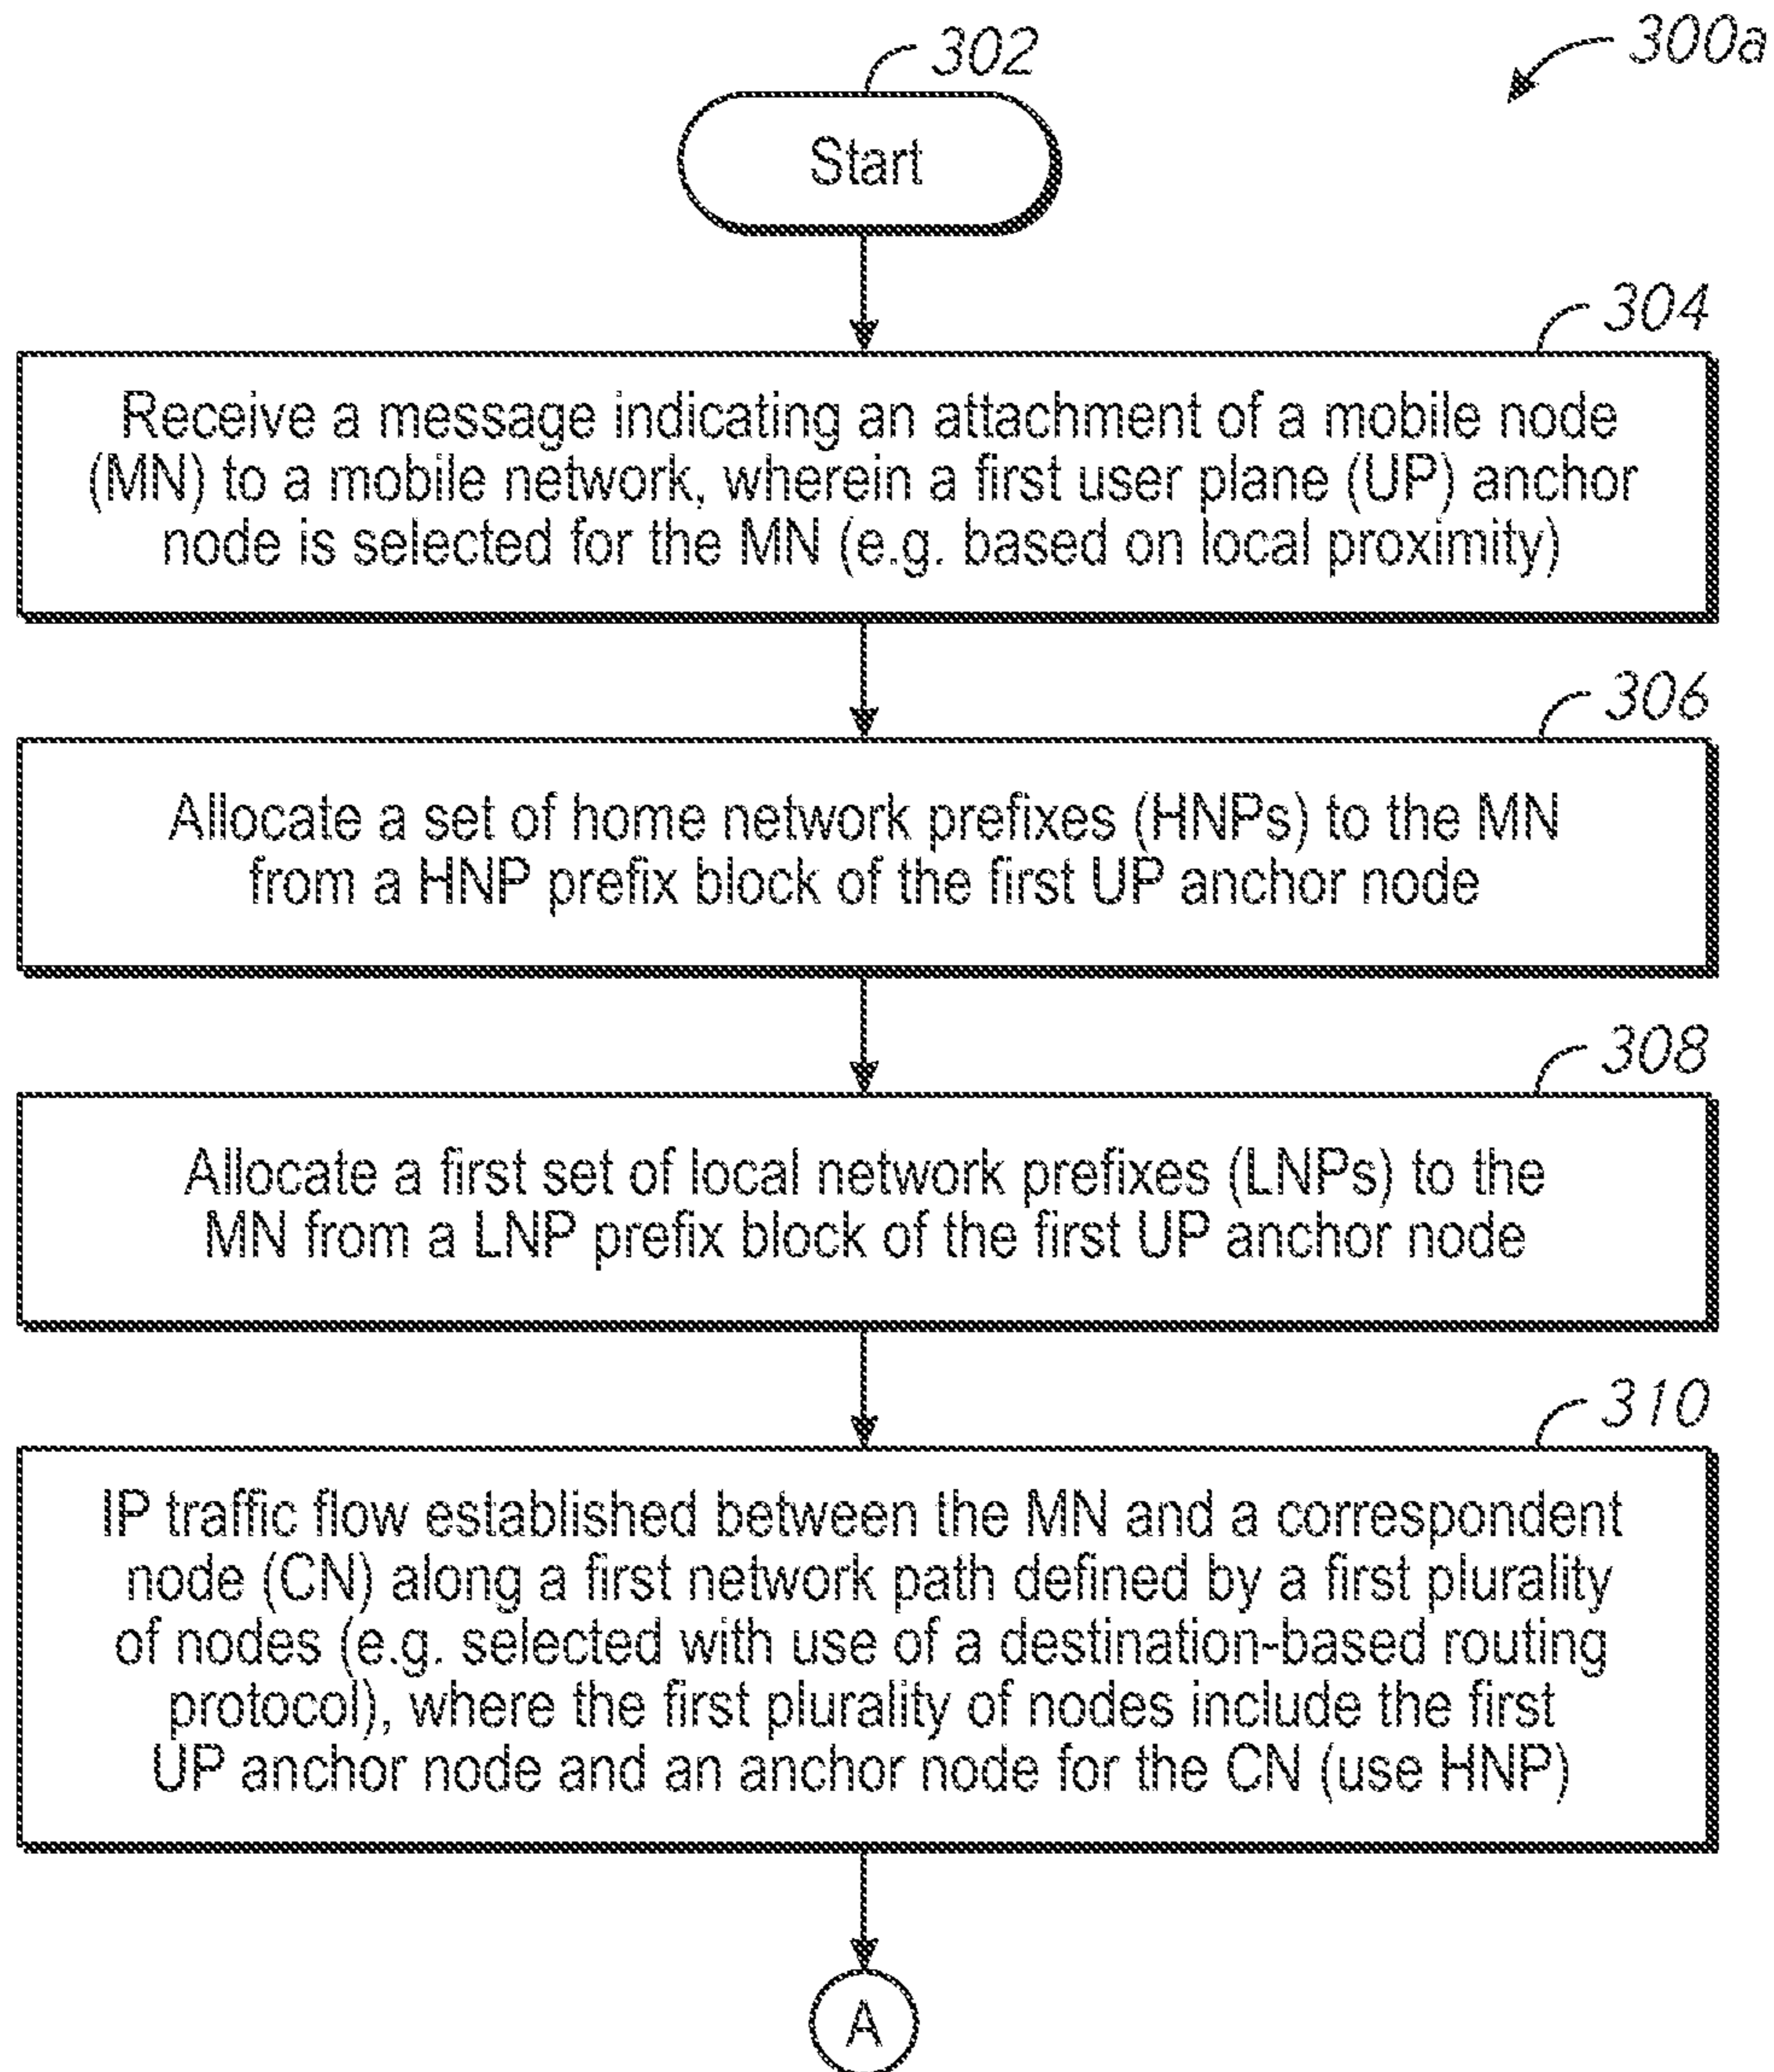 302
300a
Start
304
Receive a message indicating an attachment of a mobile node
(MN) to a mobile network, wherein a first user plane (UP) anchor
node is selected for the MN (e.g. based on local proximity)
306
Allocate a set of home network prefixes (HNPs) to the MN
from a HNP prefix block of the first UP anchor node
308
Allocate a first set of local network prefixes (LNPs) to the
MN from a LNP prefix block of the first UP anchor node
310
IP traffic flow established between the MN and a correspondent
node (CN) along a first network path defined by a first plurality
of nodes (e.g. selected with use of a destination-based routing
protocol), where the first plurality of nodes include the first
UP anchor node and an anchor node for the CN (use HNP)
A